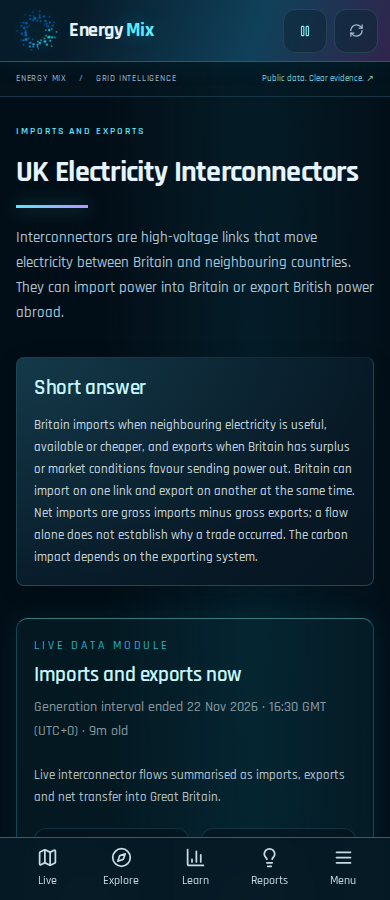 Energy Mix
ENERGY MIX / GRID INTELLIGENCE
Public data. Clear evidence. ↗
IMPORTS AND EXPORTS
UK Electricity Interconnectors
Interconnectors are high-voltage links that move
electricity between Britain and neighbouring countries.
They can import power into Britain or export British power
abroad.
Short answer
Britain imports when neighbouring electricity is useful,
available or cheaper, and exports when Britain has surplus
or market conditions favour sending power out. Britain can
import on one link and export on another at the same time.
Net imports are gross imports minus gross exports; a flow
alone does not establish why a trade occurred. The carbon
impact depends on the exporting system.
LIVE DATA MODULE
Imports and exports now
Generation interval ended 22 Nov 2026 · 16:30 GMT
(UTC+0) · 9m old
Live interconnector flows summarised as imports, exports
and net transfer into Great Britain.
Live
Explore
Learn
Reports
Menu